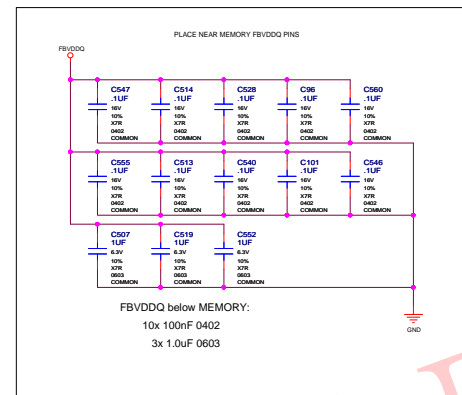 PLACE NEAR MEMORY FBVDDQ PINS
FBVDDQ
C547 C514 C528 C96 C560
.1UF .1UF .1UF .1UF .1UF
16V 16V 16V 16V 16V
10% 10% 10% 10% 10%
X7R X7R X7R X7R X7R
0402 0402 0402 0402 0402
COMMON COMMON COMMON COMMON COMMON
C555 C513 C540 C101 C546
.1UF .1UF .1UF .1UF .1UF
16V 16V 16V 16V 16V
10% 10% 10% 10% 10%
X7R X7R X7R X7R X7R
0402 0402 0402 0402 0402
COMMON COMMON COMMON COMMON COMMON
C507 C519 C552
1UF 1UF 1UF
6.3V 6.3V 6.3V
10% 10% 10%
X7R X7R X7R
0603 0603 0603
COMMON COMMON COMMON
FBVDDQ below MEMORY:
10x 100nF 0402
3x 1.0uF 0603
GND